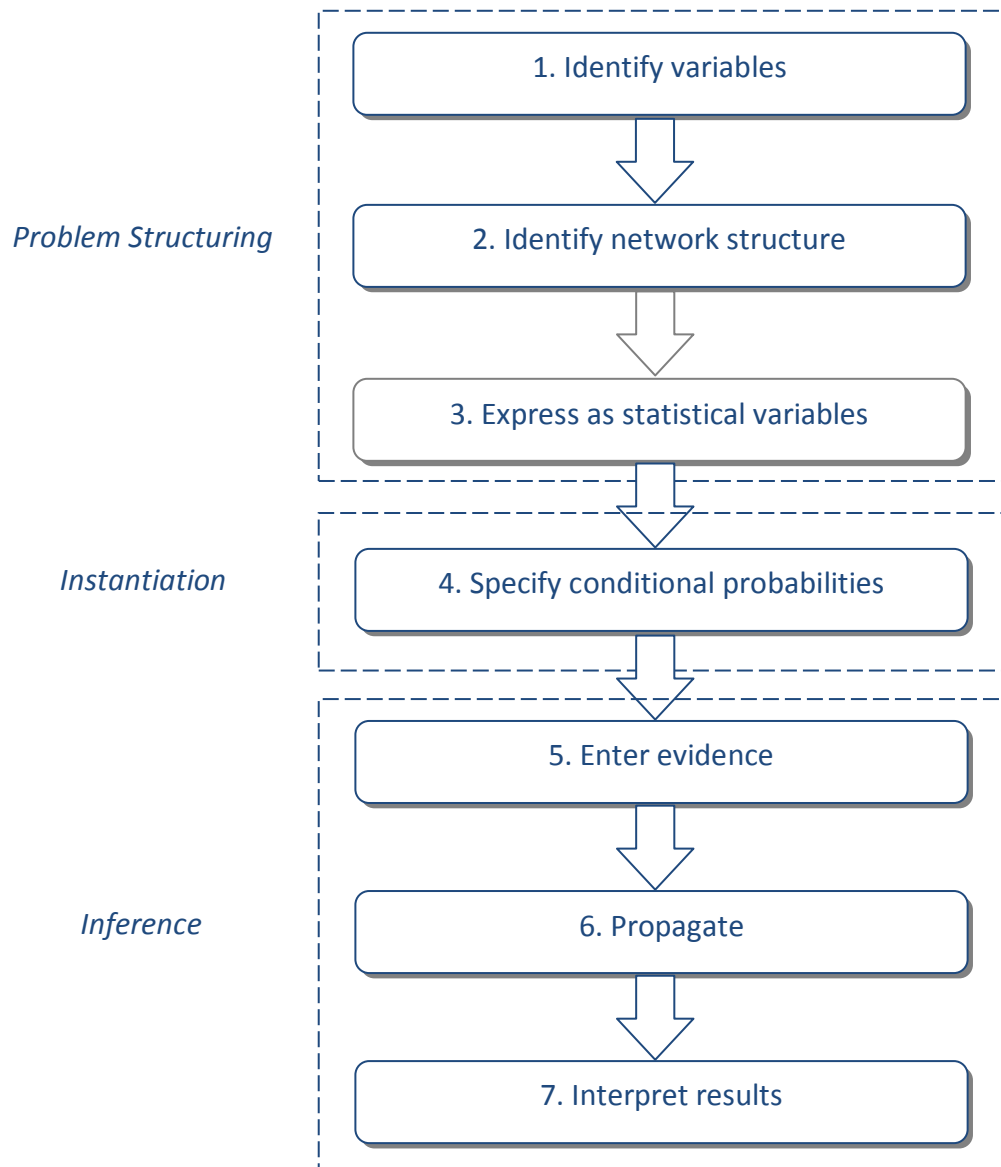 1. Identify variables
Problem Structuring
2. Identify network structure
3. Express as statistical variables
Instantiation
4. Specify conditional probabilities
5. Enter evidence
Inference
6. Propagate
7. Interpret results